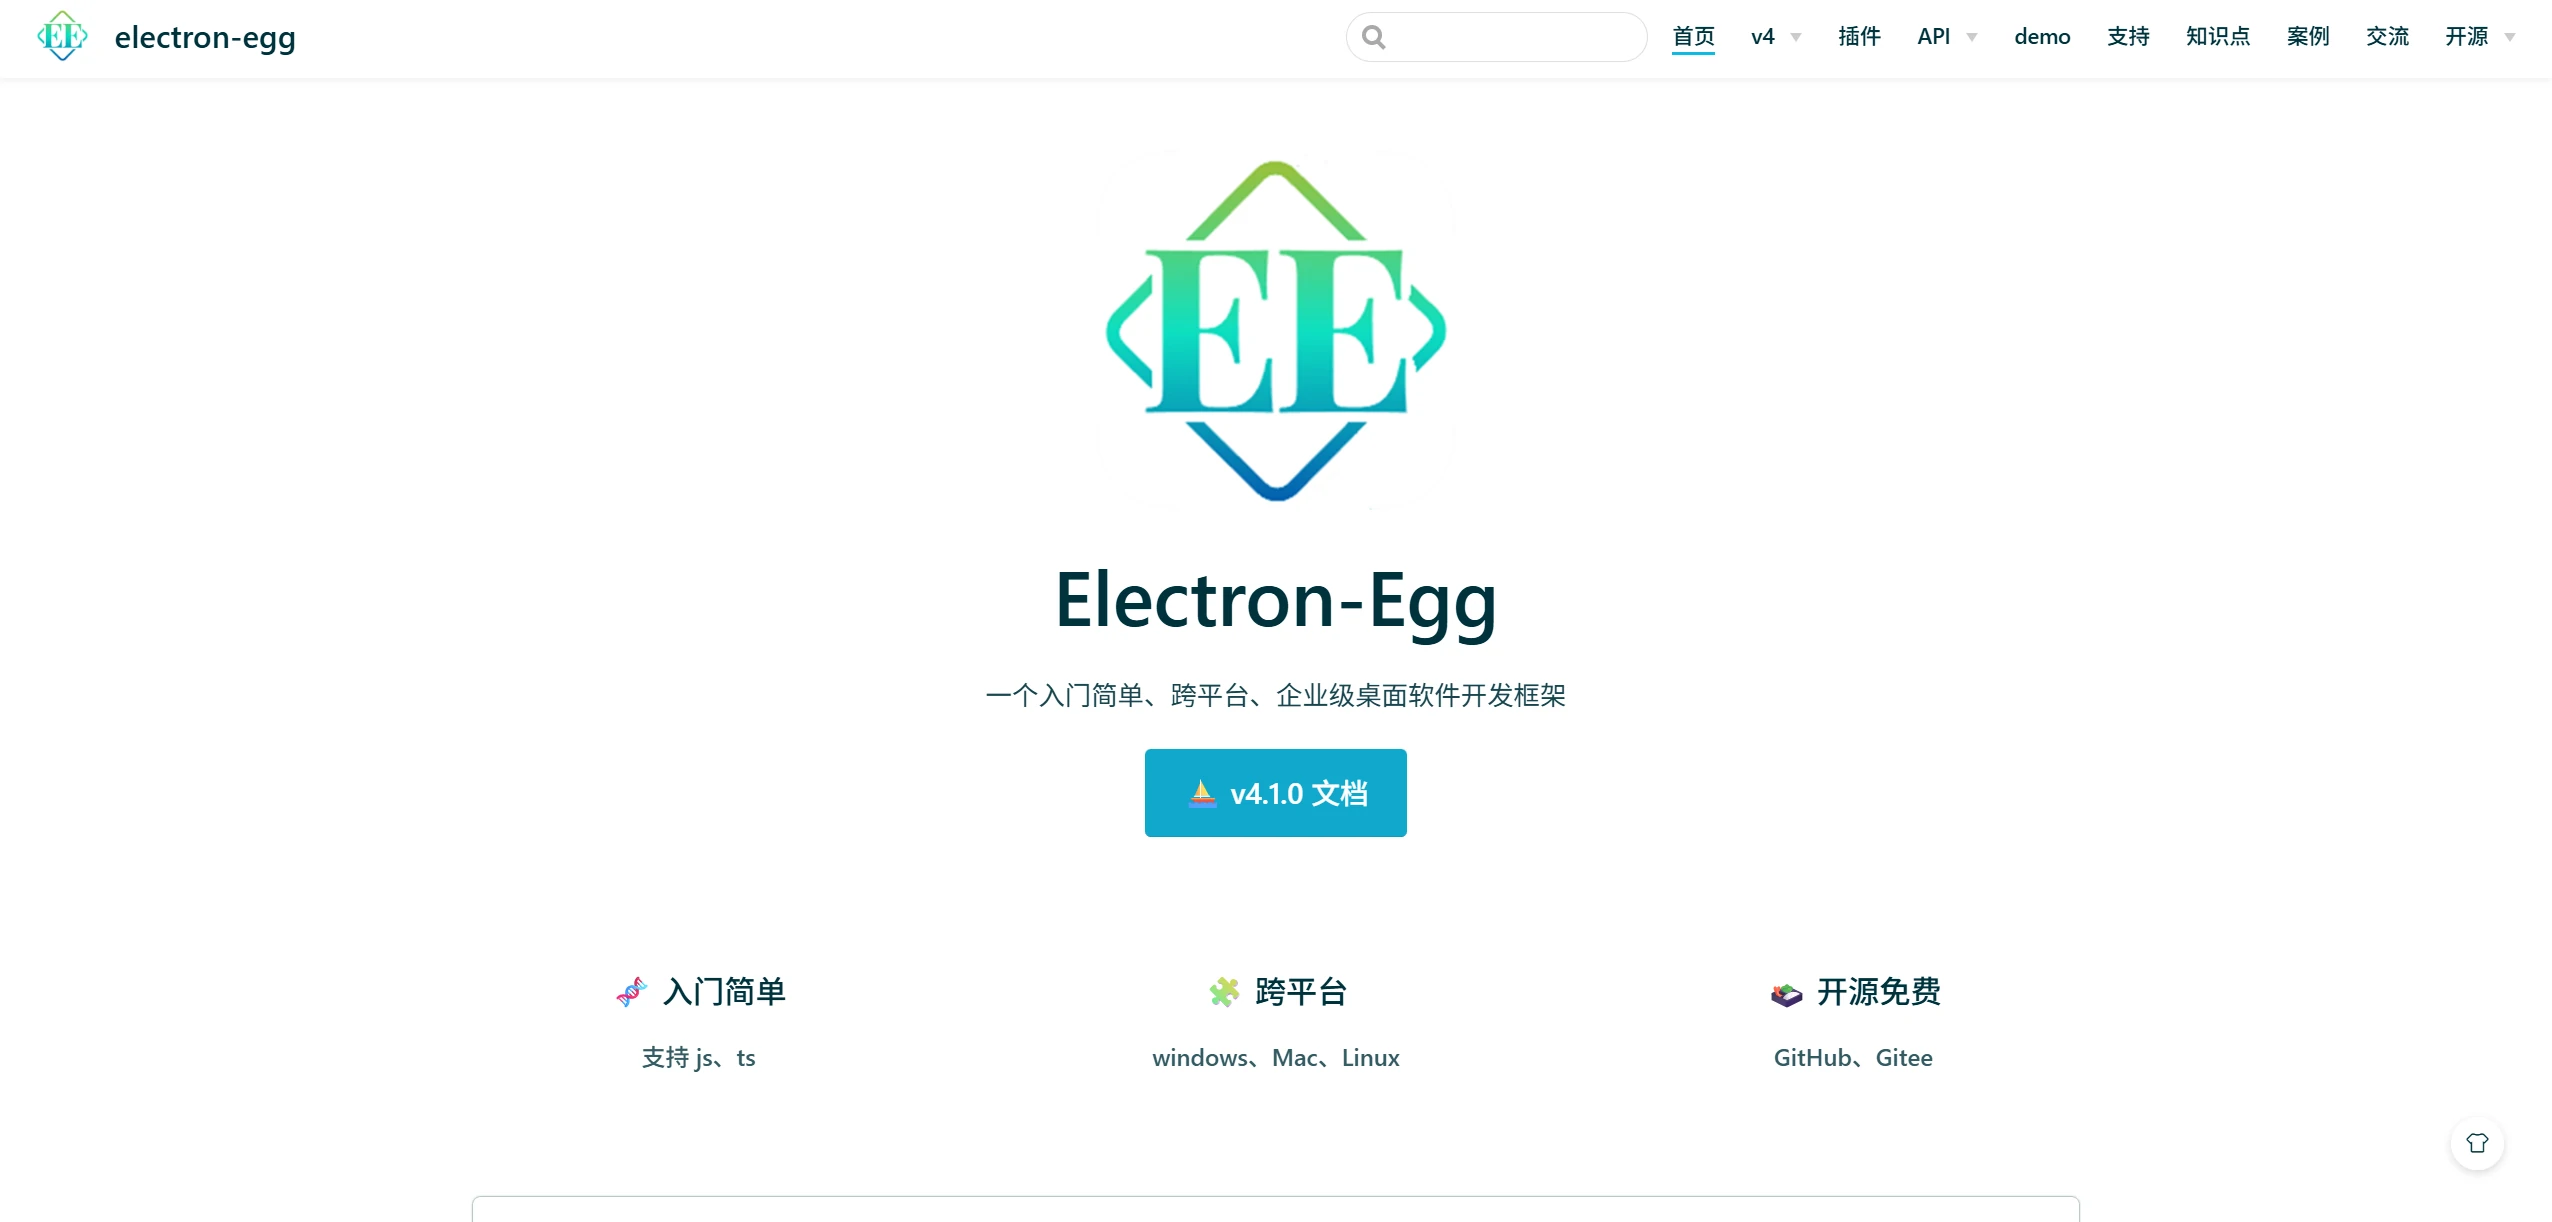 EE electron-egg
首页 v4 插件 API demo 支持 知识点 案例 交流 开源
EE
Electron-Egg
一个入门简单、跨平台、企业级桌面软件开发框架
v4.1.0 文档
入门简单 跨平台 开源免费
支持 js、ts windows、Mac、Linux GitHub、Gitee